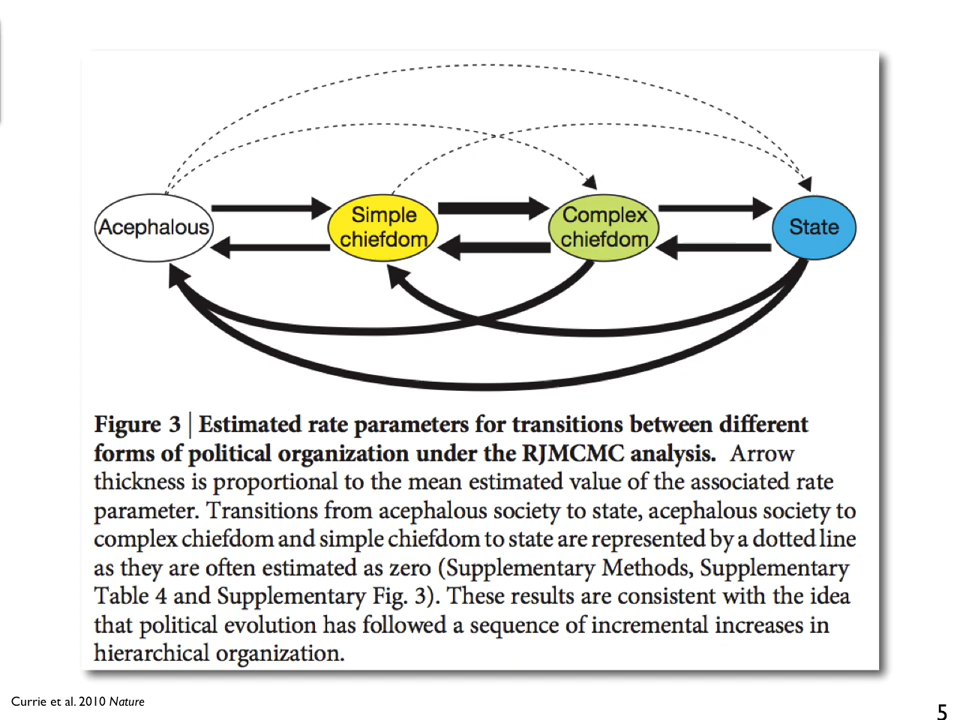 Acephalous
Simple
chiefdom
Complex
chiefdom
State
Figure 3 | Estimated rate parameters for transitions between different
forms of political organization under the RJMCMC analysis. Arrow
thickness is proportional to the mean estimated value of the associated rate
parameter. Transitions from acephalous society to state, acephalous society to
complex chiefdom and simple chiefdom to state are represented by a dotted line
as they are often estimated as zero (Supplementary Methods, Supplementary
Table 4 and Supplementary Fig. 3). These results are consistent with the idea
that political evolution has followed a sequence of incremental increases in
hierarchical organization.
Currie et al. 2010 Nature
5